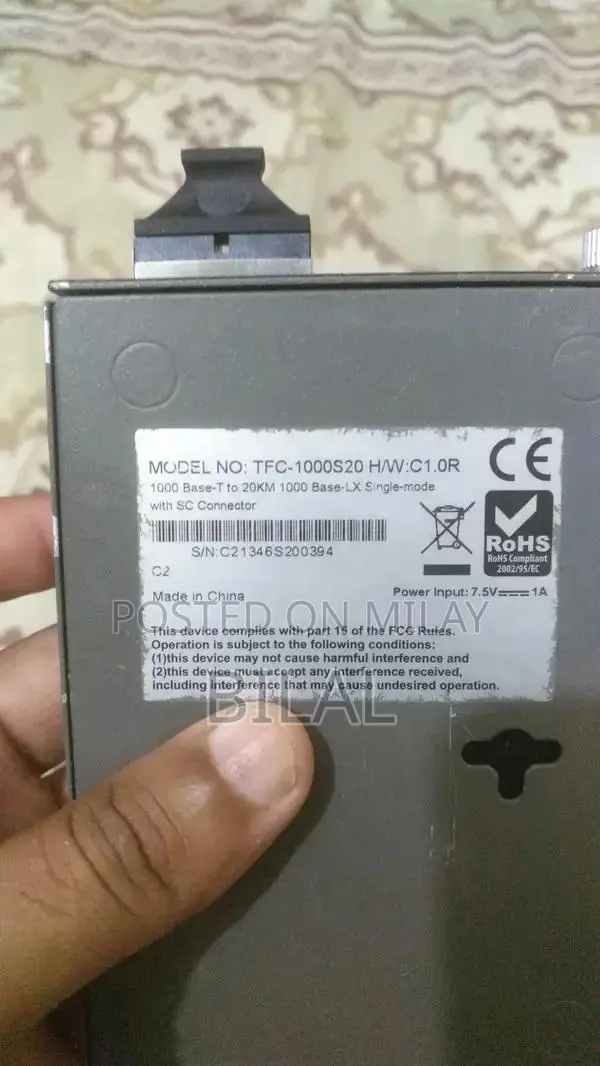 MODEL NO: TFC-1000S20 H/W:C1.0R
1000 Base-T to 20KM 1000 Base-LX Single-mode
with SC Connector
S/N:C21346S200394
C2
Made in China
CE
RoHS
RoHS Compliant
2002/95/EC
Power Input: 7.5V⎓1A
POSTED ON MILAY
This device complies with part 15 of the FCC Rules.
Operation is subject to the following conditions:
(1)this device may not cause harmful interference and
(2)this device must accept any interference received,
including interference that may cause undesired operation.
BILAL